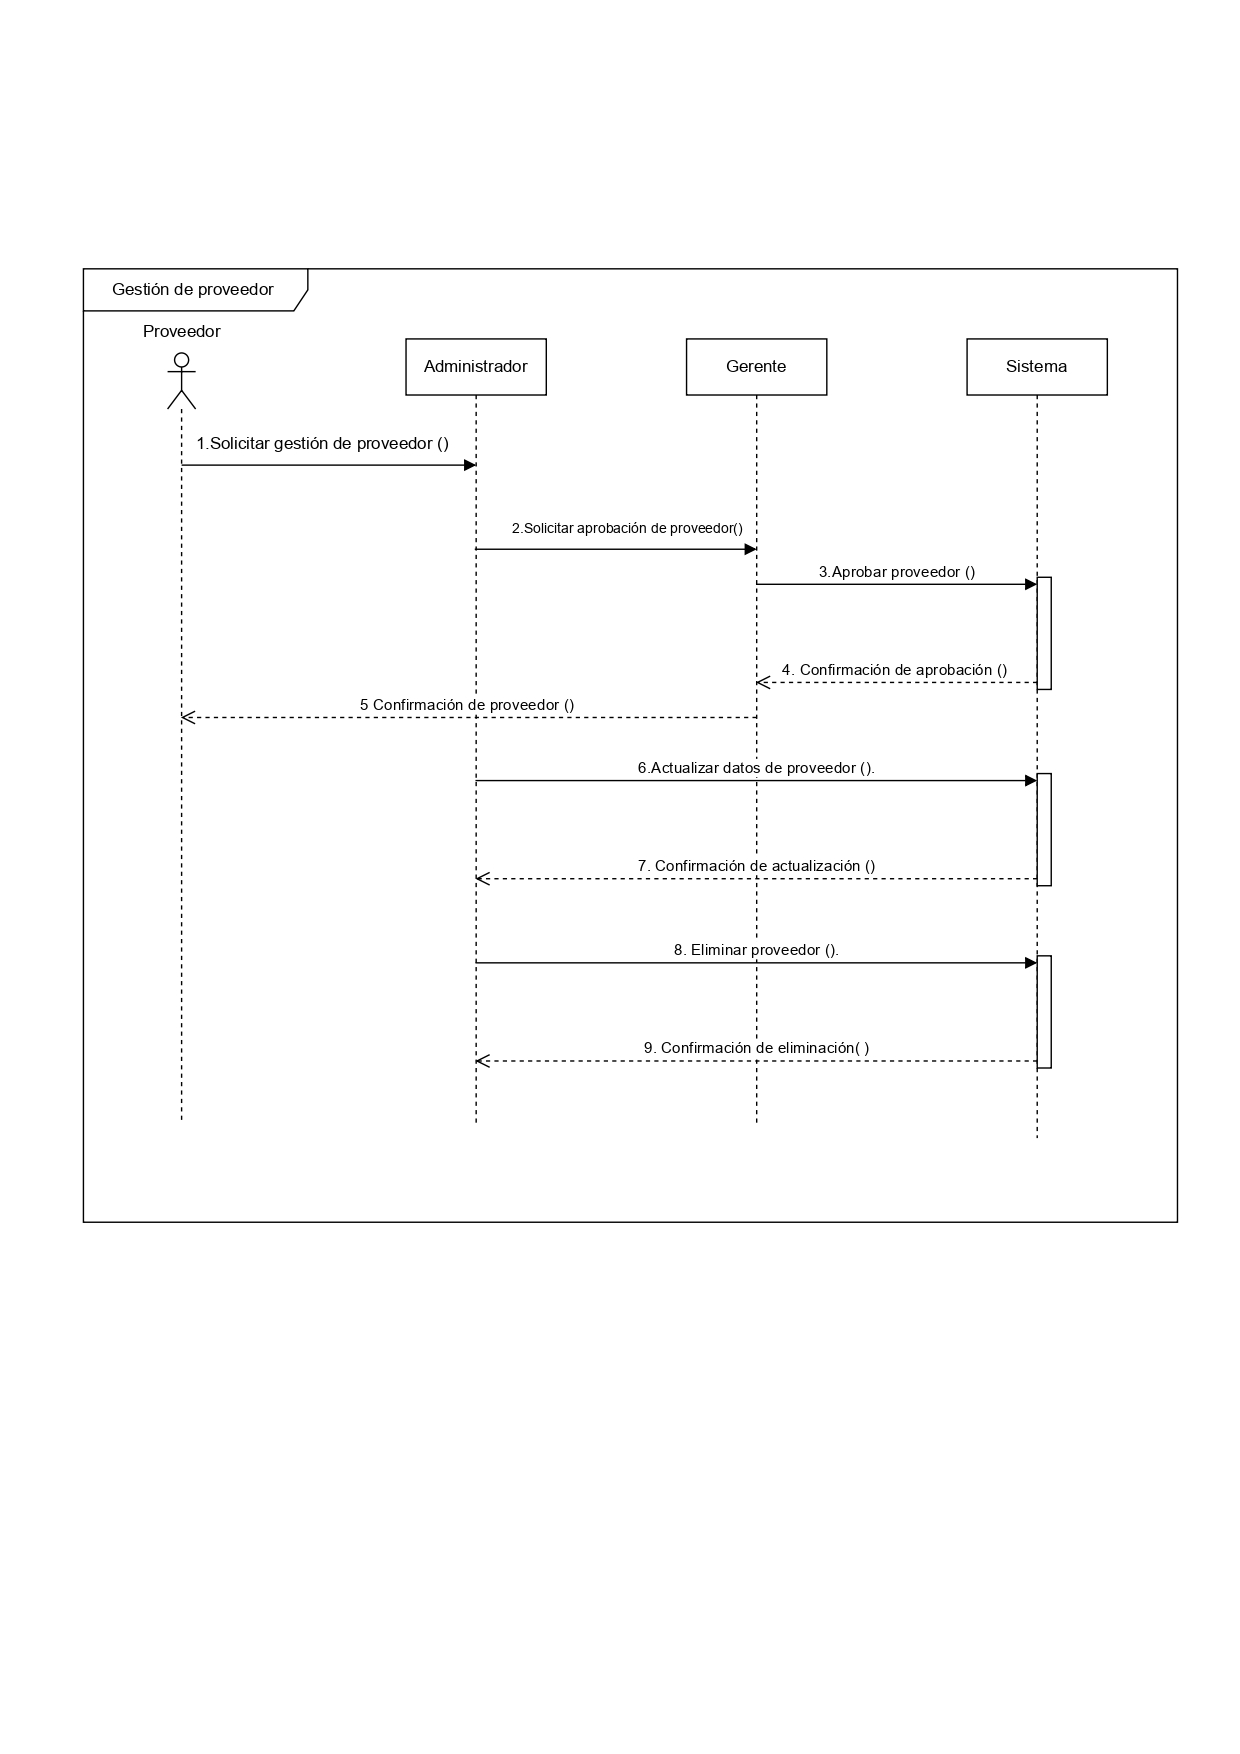 Gestión de proveedor
Proveedor
Administrador
Gerente
Sistema
1.Solicitar gestión de proveedor ()
2.Solicitar aprobación de proveedor()
3.Aprobar proveedor ()
4. Confirmación de aprobación ()
5 Confirmación de proveedor ()
6.Actualizar datos de proveedor ().
7. Confirmación de actualización ()
8. Eliminar proveedor ().
9. Confirmación de eliminación( )